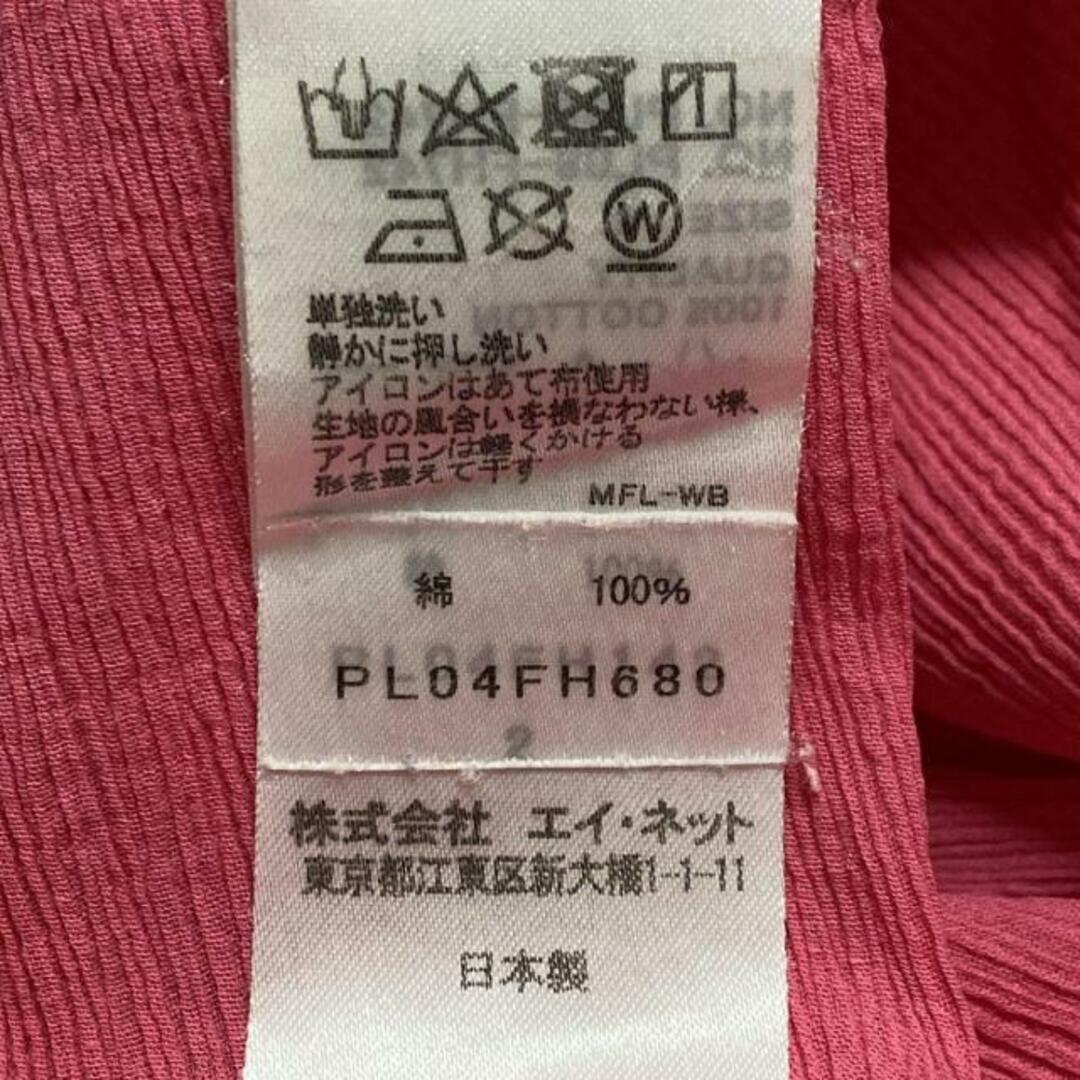 W
単独洗い
静かに押し洗い
アイロンはあて布使用
生地の風合いを損なわない様、
アイロンは軽くかける
形を整えて干す
MFL-WB
綿 100%
PL04FH680
2
株式会社 エイ・ネット
東京都江東区新大橋1-1-11
日本製